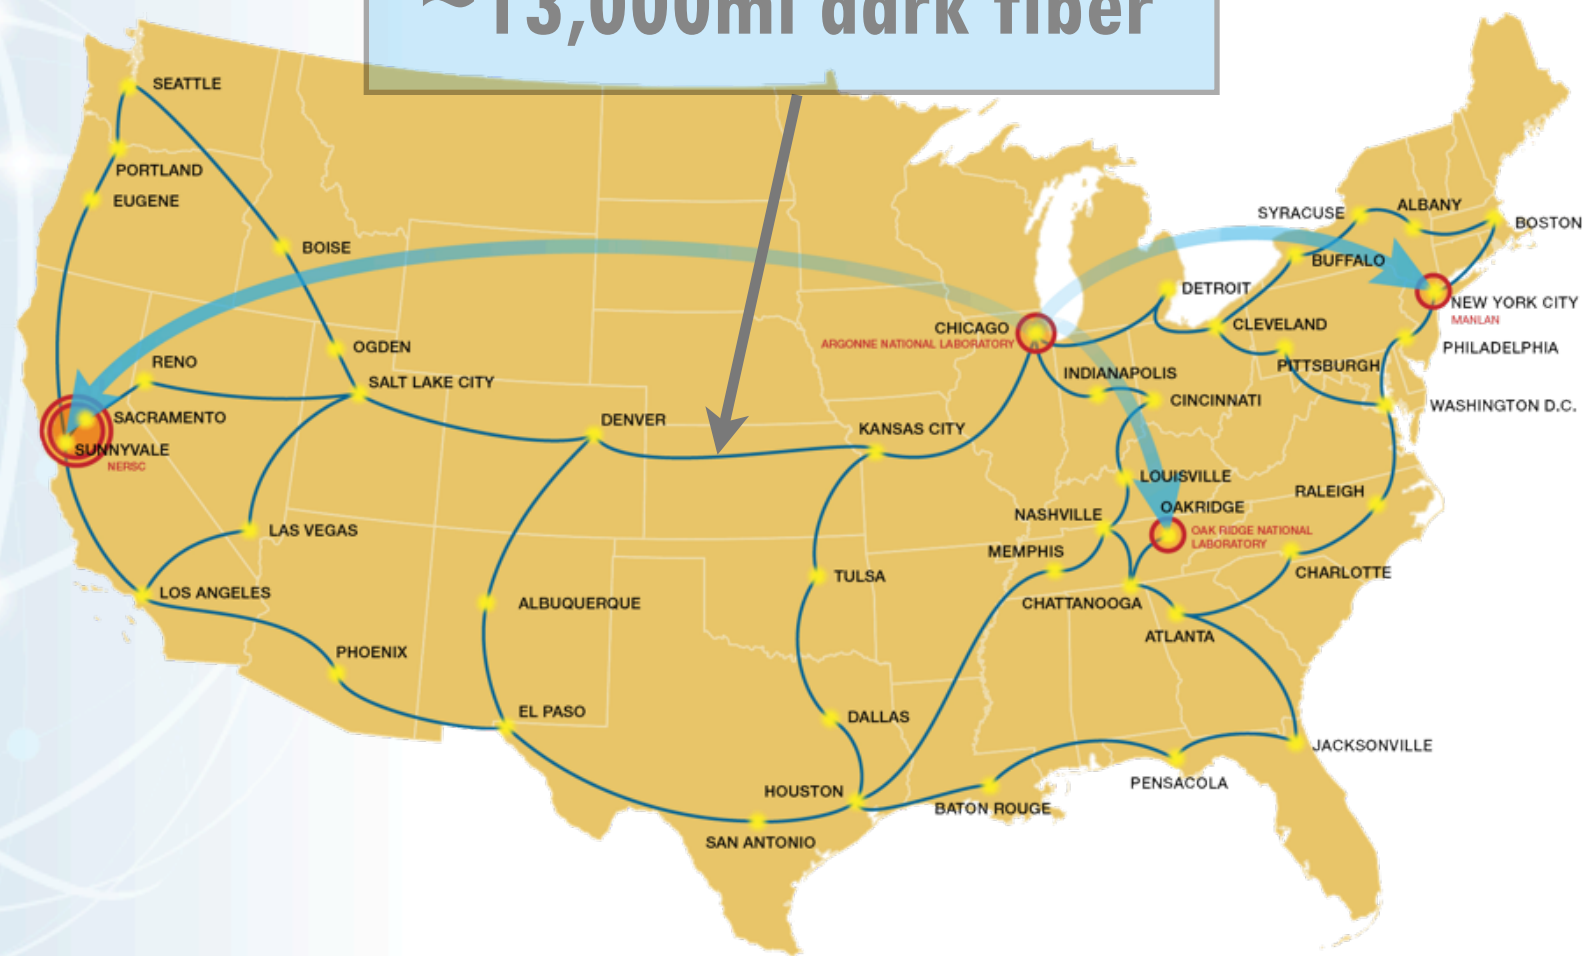 ~13,000mi dark fiber
SEATTLE
PORTLAND
EUGENE
BOISE
OGDEN
RENO
SALT LAKE CITY
SACRAMENTO
SUNNYVALE
NERSC
LAS VEGAS
LOS ANGELES
PHOENIX
DENVER
ALBUQUERQUE
EL PASO
KANSAS CITY
TULSA
DALLAS
HOUSTON
SAN ANTONIO
CHICAGO
ARGONNE NATIONAL LABORATORY
INDIANAPOLIS
CINCINNATI
LOUISVILLE
NASHVILLE
MEMPHIS
OAKRIDGE
OAK RIDGE NATIONAL
LABORATORY
CHATTANOOGA
ATLANTA
BATON ROUGE
PENSACOLA
JACKSONVILLE
CHARLOTTE
RALEIGH
DETROIT
CLEVELAND
PITTSBURGH
BUFFALO
SYRACUSE
ALBANY
BOSTON
NEW YORK CITY
MANLAN
PHILADELPHIA
WASHINGTON D.C.